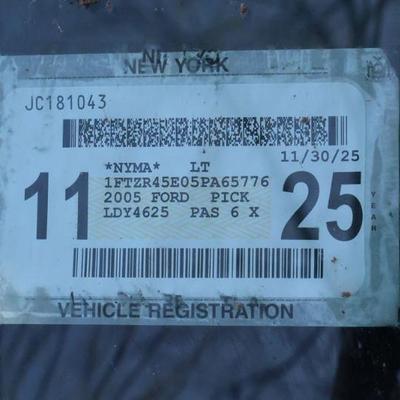 NEW YORK
JC181043
11/30/25
*NYMA* LT
1FTZR45E05PA65776
2005 FORD PICK
LDY4625 PAS 6 X
11
25
YEAR
VEHICLE REGISTRATION